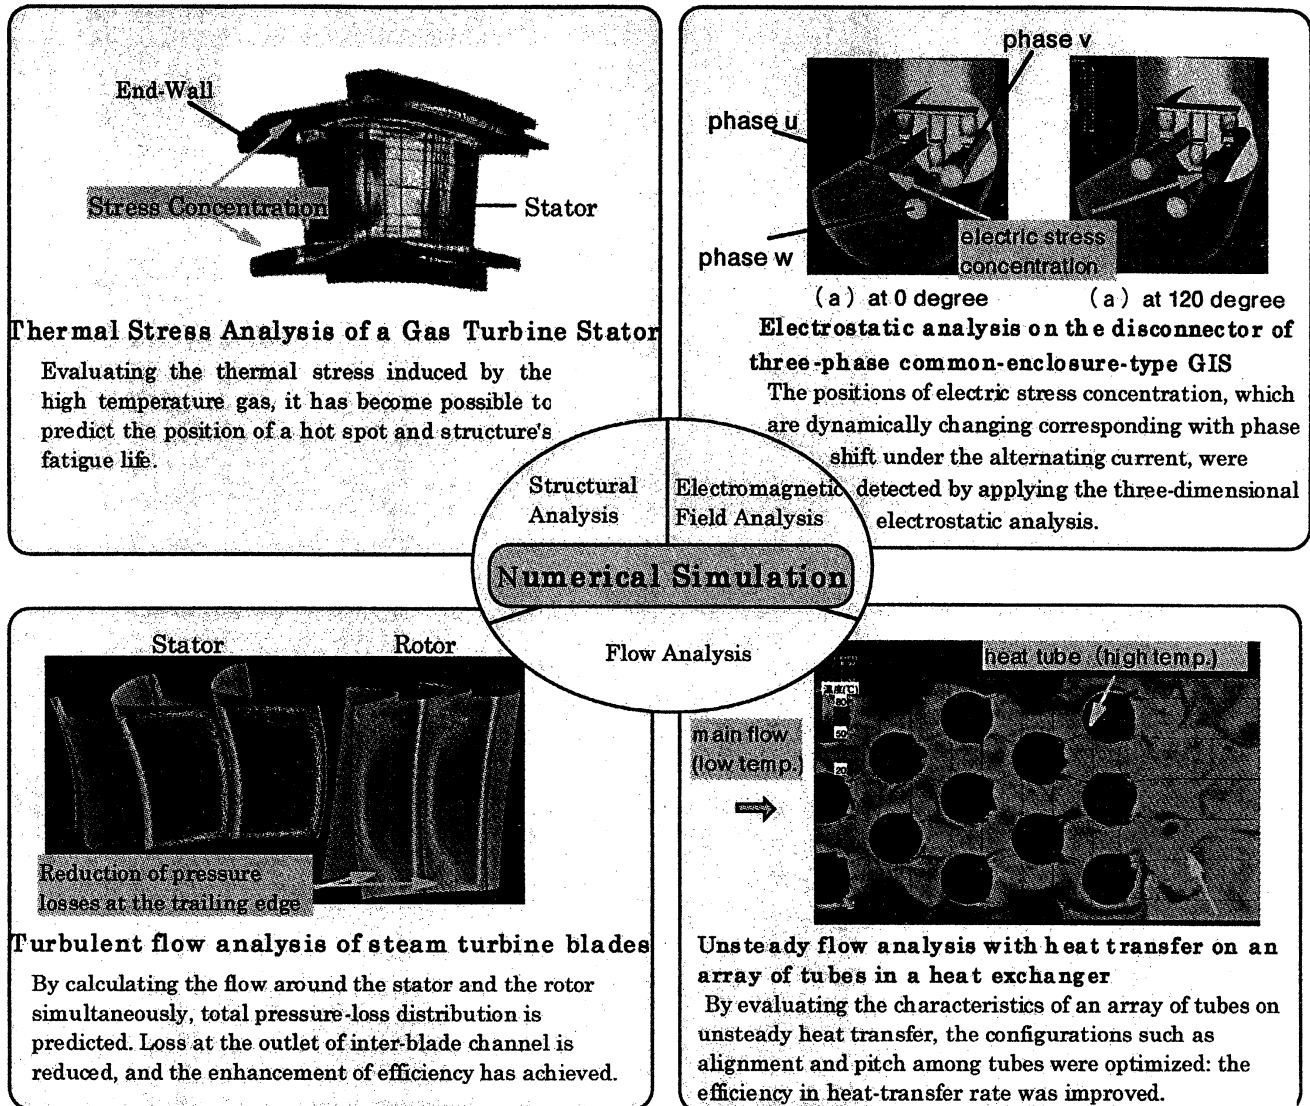 End-Wall
Stress Concentration
Stator
Thermal Stress Analysis of a Gas Turbine Stator
Evaluating the thermal stress induced by the
high temperature gas, it has become possible to
predict the position of a hot spot and structure's
fatigue life.
phase v
phase u
phase w
electric stress
concentration
(a) at 0 degree
(a) at 120 degree
Electrostatic analysis on the disconnector of
three-phase common-enclosure-type GIS
The positions of electric stress concentration, which
are dynamically changing corresponding with phase
shift under the alternating current, were
detected by applying the three-dimensional
electrostatic analysis.
Structural
Analysis
Electromagnetic
Field Analysis
Numerical Simulation
Flow Analysis
Stator
Rotor
Reduction of pressure
losses at the trailing edge
Turbulent flow analysis of steam turbine blades
By calculating the flow around the stator and the rotor
simultaneously, total pressure-loss distribution is
predicted. Loss at the outlet of inter-blade channel is
reduced, and the enhancement of efficiency has achieved.
heat tube (high temp.)
温度(℃)
80
50
20
main flow
(low temp.)
Unsteady flow analysis with heat transfer on an
array of tubes in a heat exchanger
By evaluating the characteristics of an array of tubes on
unsteady heat transfer, the configurations such as
alignment and pitch among tubes were optimized: the
efficiency in heat-transfer rate was improved.